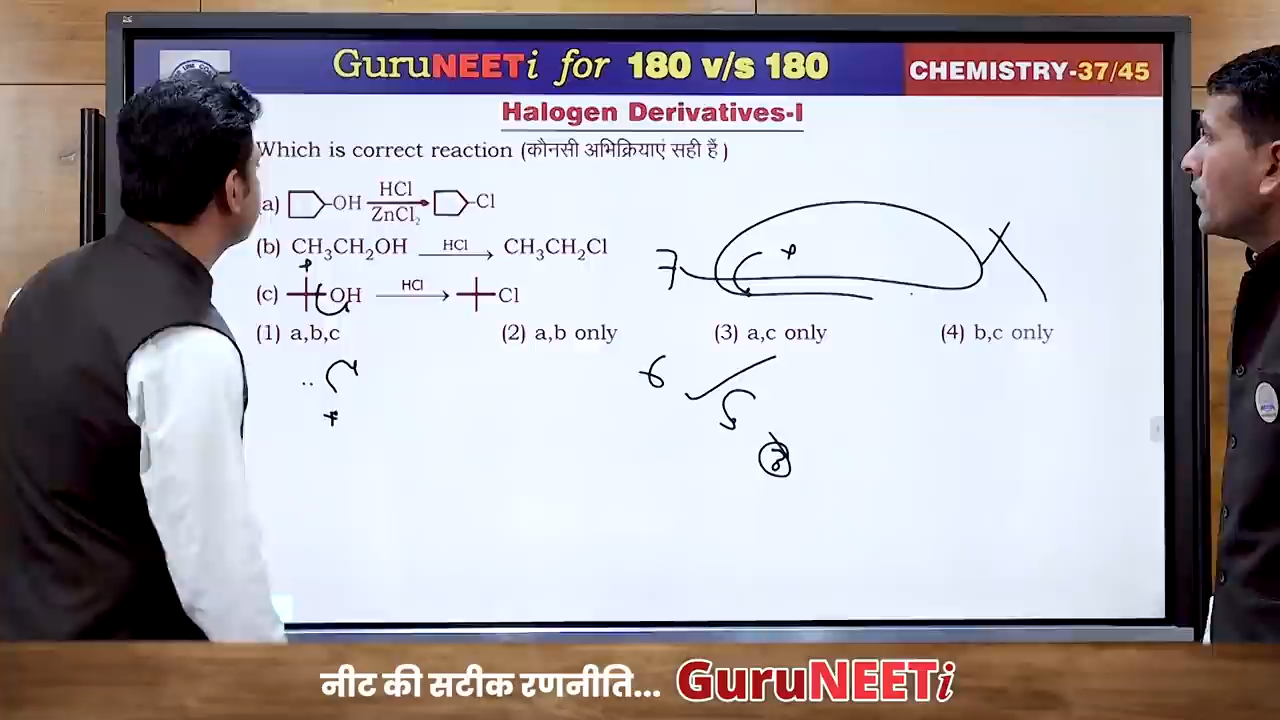 GuruNEETi for 180 v/s 180
CHEMISTRY-37/45
Halogen Derivatives-I
Which is correct reaction (कौनसी अभिक्रियाएं सही हैं )
a) -OH HCl ZnCl₂ -Cl
(b) CH₃CH₂OH HCl CH₃CH₂Cl
(c) OH HCl Cl
(1) a,b,c (2) a,b only (3) a,c only (4) b,c only
नीट की सटीक रणनीति... GuruNEETi